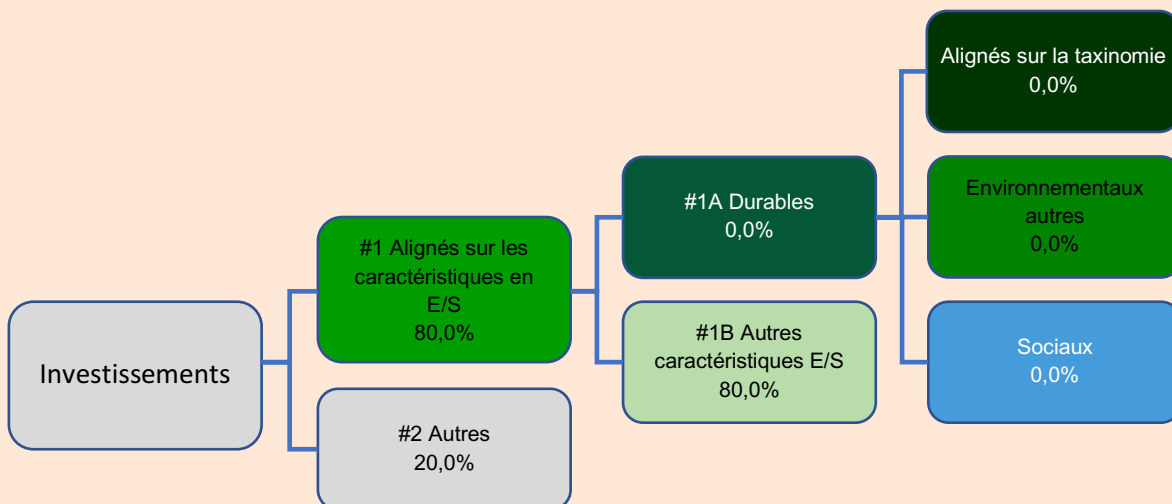 Investissements
#1 Alignés sur les
caractéristiques en
E/S
80,0%
#2 Autres
20,0%
#1A Durables
0,0%
#1B Autres
caractéristiques E/S
80,0%
Alignés sur la taxinomie
0,0%
Environnementaux
autres
0,0%
Sociaux
0,0%